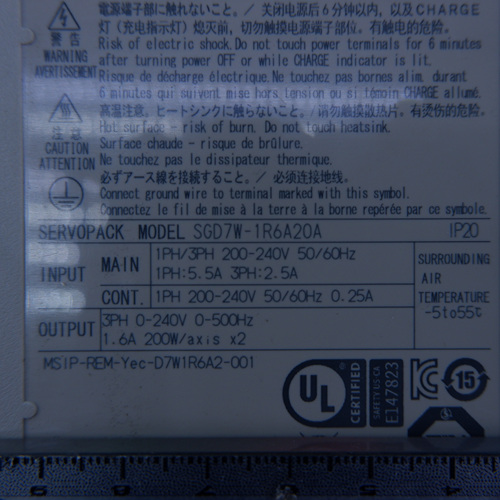 電源端子部に触れないこと。／关闭电源后6分钟以内，以及CHARGE
灯(充电指示灯)熄灭前，切勿触摸电源端子部位。有触电的危险。
警告
WARNING
AVERTISSEMENT
Risk of electric shock. Do not touch power terminals for 6 minutes
after turning power OFF or while CHARGE indicator is lit.
Risque de décharge électrique. Ne touchez pas bornes alim. durant
6 minutes qui suivent mise hors tension ou si témoin CHARGE allumé.
注意
CAUTION
ATTENTION
高温注意。ヒートシンクに触らないこと。／请勿触摸散热片。有烫伤的危险。
Hot surface - risk of burn. Do not touch heatsink.
Surface chaude - risque de brûlure.
Ne touchez pas le dissipateur thermique.
必ずアース線を接続すること。／必须连接地线。
Connect ground wire to terminal marked with this symbol.
Connectez le fil de mise à la terre à la borne repérée par ce symbole.
SERVOPACK MODEL SGD7W-1R6A20A IP20
INPUT
MAIN
1PH/3PH 200-240V 50/60Hz
1PH:5.5A 3PH:2.5A
CONT. 1PH 200-240V 50/60Hz 0.25A
SURROUNDING
AIR
TEMPERATURE
-5to55℃
OUTPUT
3PH 0-240V 0-500Hz
1.6A 200W/axis x2
MSIP-REM-Yec-D7W1R6A2-001
UL
CERTIFIED
SAFETY US CA
E147823
15